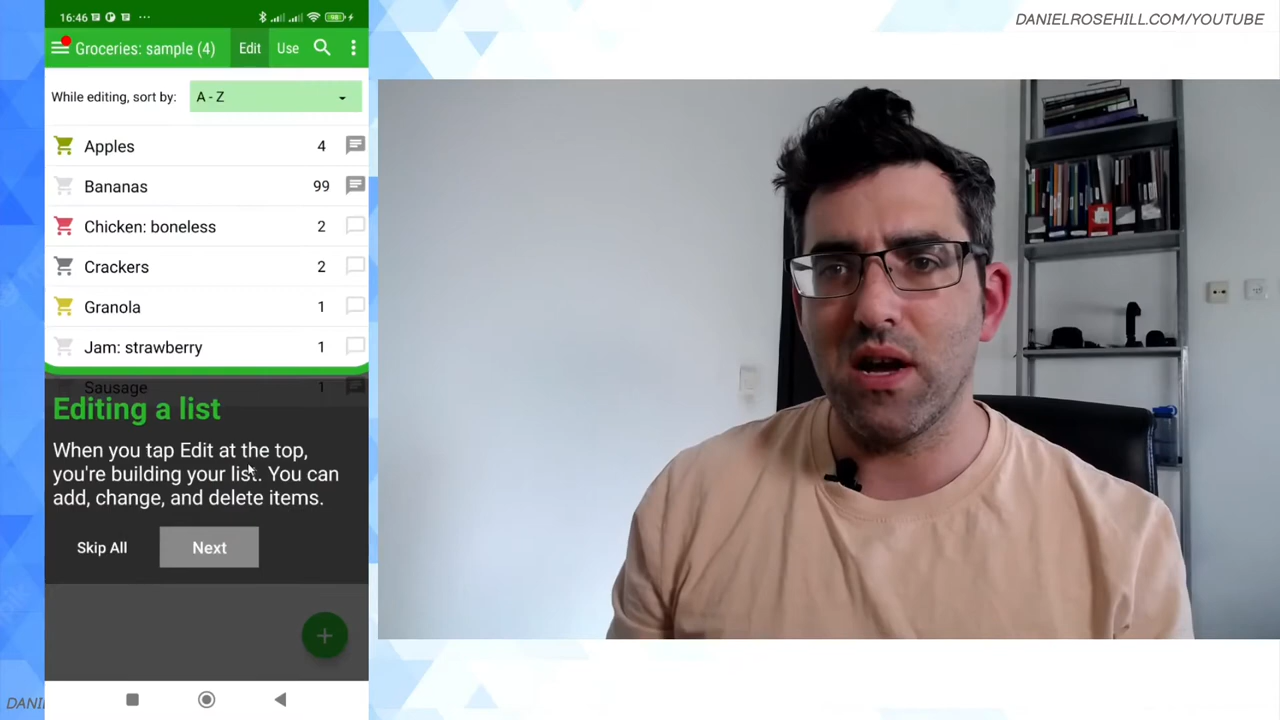 16:46
98
DANIELROSEHILL.COM/YOUTUBE
Groceries: sample (4)
Edit
Use
While editing, sort by:
A - Z
Apples 4
Bananas 99
Chicken: boneless 2
Crackers 2
Granola 1
Jam: strawberry 1
Sausage 1
Editing a list
When you tap Edit at the top,
you're building your list. You can
add, change, and delete items.
Skip All
Next
+
DANI